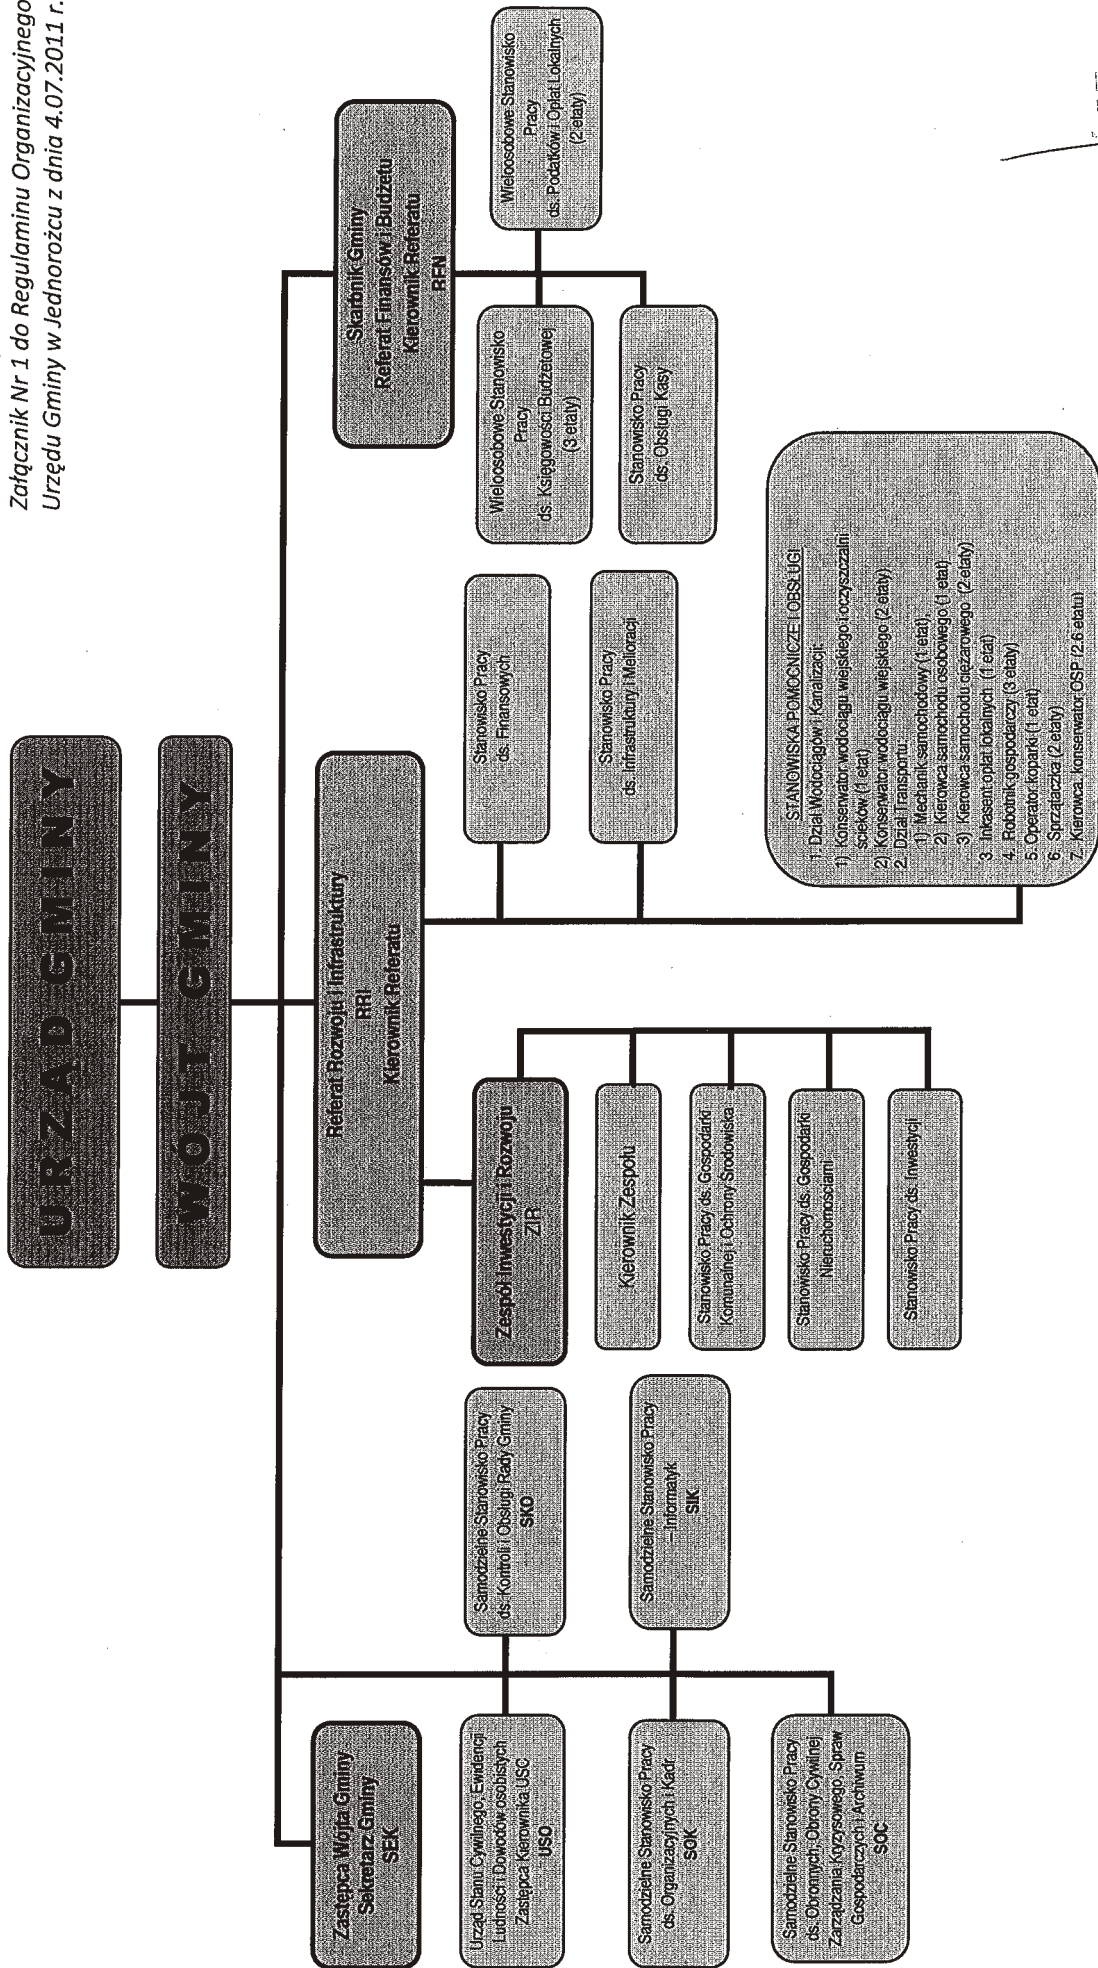 Załącznik Nr 1 do Regulaminu Organizacyjnego
Urzędu Gminy w Jednorożcu z dnia 4.07.2011 r.
URZĄD GMINY
WÓJT GMINY
Zastępca Wójta Gminy
Sekretarz Gminy
SEK
Referat Rozwoju i Infrastruktury
RRI
Kierownik Referatu
Skarbnik Gminy
Referat Finansów i Budżetu
Kierownik Referatu
RFN
Urząd Stanu Cywilnego, Ewidencji
Ludności i Dowodów osobistych
Zastępca Kierownika USC
USO
Samodzielne Stanowisko Pracy
ds. Kontroli i Obsługi Rady Gminy
SKO
Samodzielne Stanowisko Pracy
ds. Organizacyjnych i Kadr
SOK
Samodzielne Stanowisko Pracy
– Informatyk
SIK
Samodzielne Stanowisko Pracy
ds. Obronnych, Obrony Cywilnej
Zarządzania Kryzysowego, Spraw
Gospodarczych i Archiwum
SOC
Zespół Inwestycji i Rozwoju
ZIR
Kierownik Zespołu
Stanowisko Pracy ds. Gospodarki
Komunalnej i Ochrony Środowiska
Stanowisko Pracy ds. Gospodarki
Nieruchomościami
Stanowisko Pracy ds. Inwestycji
Stanowisko Pracy
ds. Finansowych
Stanowisko Pracy
ds. Infrastruktury i Melioracji
STANOWISKA POMOCNICZE I OBSŁUGI
1. Dział Wodociągów i Kanalizacji:
1) Konserwator wodociągu wiejskiego i oczyszczalni
ścieków (1 etat)
2) Konserwator wodociągu wiejskiego (2 etaty)
2. Dział Transportu:
1) Mechanik samochodowy (1 etat),
2) Kierowca samochodu osobowego (1 etat)
3) Kierowca samochodu ciężarowego (2 etaty)
3. Inkasent opłat lokalnych (1 etat)
4. Robotnik gospodarczy (3 etaty)
5. Operator koparki (1 etat)
6. Sprzątaczka (2 etaty)
7. Kierowca, konserwator OSP (2,6 etatu)
Wieloosobowe Stanowisko
Pracy
ds. Księgowości Budżetowej
(3 etaty)
Wieloosobowe Stanowisko
Pracy
ds. Podatków i Opłat Lokalnych
(2 etaty)
Stanowisko Pracy
ds. Obsługi Kasy